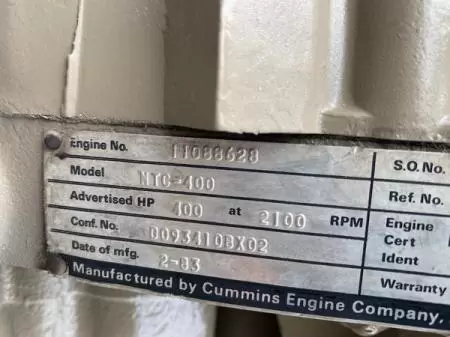 Engine No. 11088628 S.O. No.
Model NTC-400 Ref. No.
Advertised HP 400 at 2100 RPM Engine
Conf. No. D093410BX02 Cert
Date of mfg. 2-83 Ident
Warranty
Manufactured by Cummins Engine Company,